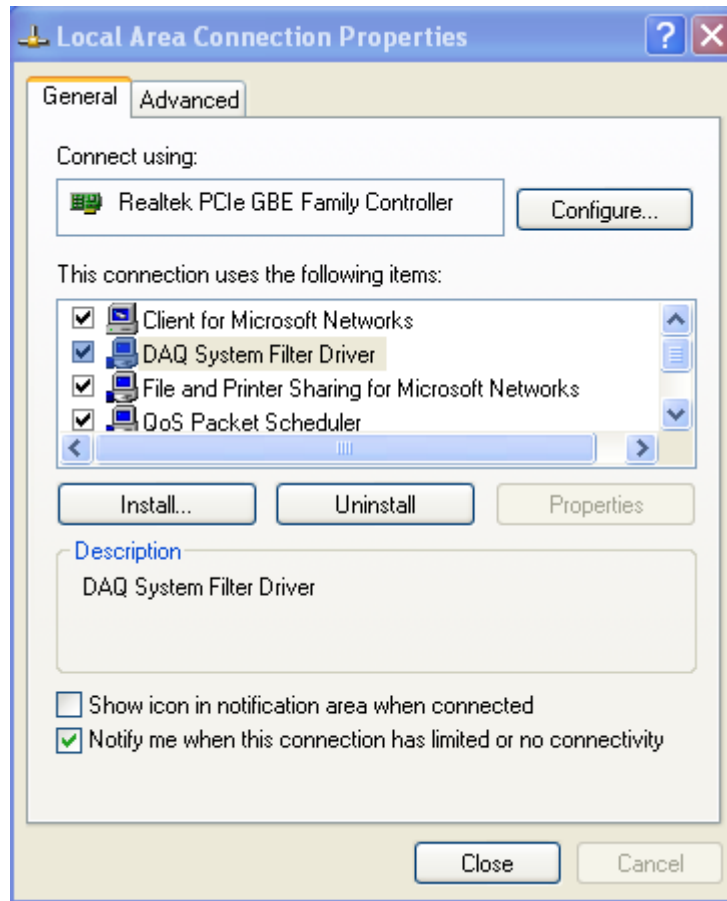 Local Area Connection Properties
?
General
Advanced
Connect using:
Realtek PCIe GBE Family Controller
Configure...
This connection uses the following items:
Client for Microsoft Networks
DAQ System Filter Driver
File and Printer Sharing for Microsoft Networks
QoS Packet Scheduler
Install...
Uninstall
Properties
Description
DAQ System Filter Driver
Show icon in notification area when connected
Notify me when this connection has limited or no connectivity
Close
Cancel